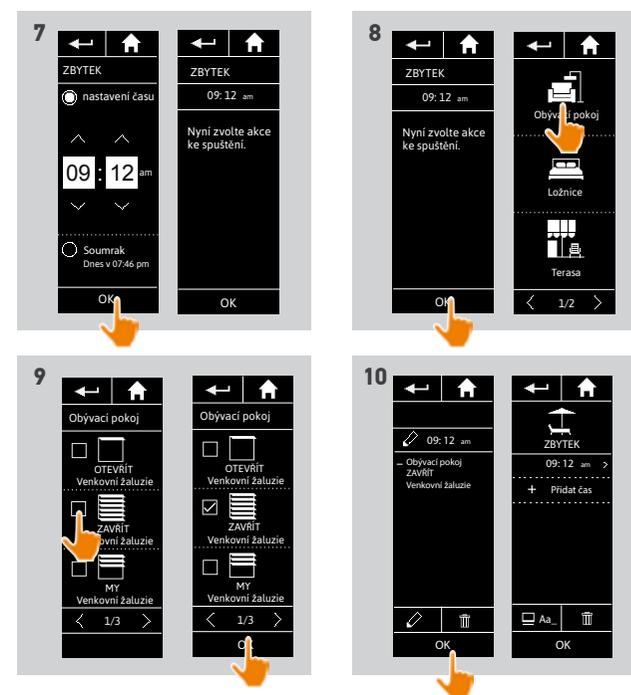 7
ZBYTEK
nastavení času
09 : 12 am
Soumrak
Dnes v 07:46 pm
OK
ZBYTEK
09: 12 am
Nyní zvolte akce
ke spuštění.
OK
8
ZBYTEK
09: 12 am
Nyní zvolte akce
ke spuštění.
OK
Obývací pokoj
Ložnice
Terasa
1/2
9
Obývací pokoj
OTEVŘÍT
Venkovní žaluzie
ZAVŘÍT
Venkovní žaluzie
MY
Venkovní žaluzie
1/3
Obývací pokoj
OTEVŘÍT
Venkovní žaluzie
ZAVŘÍT
Venkovní žaluzie
MY
Venkovní žaluzie
1/3
OK
10
09: 12 am
– Obývací pokoj
ZAVŘÍT
Venkovní žaluzie
OK
ZBYTEK
09: 12 am >
+ Přidat čas
Aa_
OK